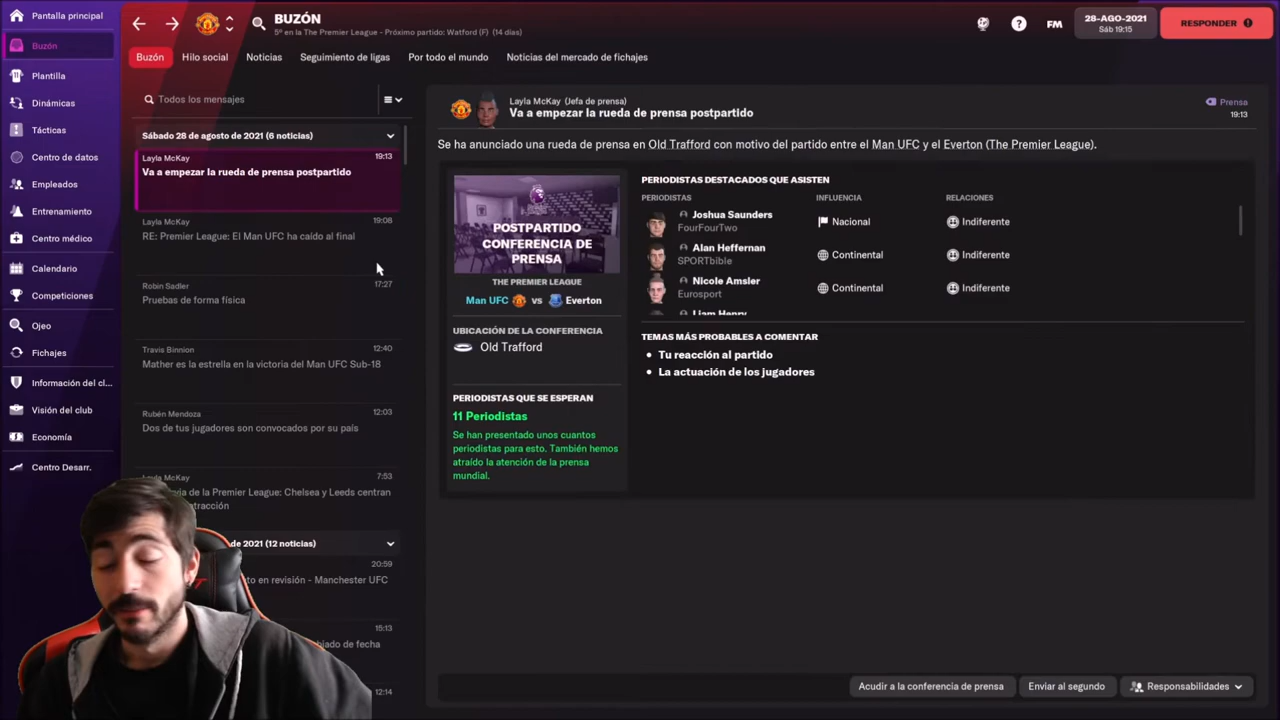 Pantalla principal
Buzón
Plantilla
Dinámicas
Tácticas
Centro de datos
Empleados
Entrenamiento
Centro médico
Calendario
Competiciones
Ojeo
Fichajes
Información del cl...
Visión del club
Economía
Centro Desarr.
BUZÓN
5º en la The Premier League - Próximo partido: Watford (F) (14 días)
FM
28-AGO-2021
Sáb 19:15
RESPONDER
Buzón
Hilo social
Noticias
Seguimiento de ligas
Por todo el mundo
Noticias del mercado de fichajes
Todos los mensajes
Sábado 28 de agosto de 2021 (6 noticias)
Layla McKay 19:13
Va a empezar la rueda de prensa postpartido
Layla McKay 19:08
RE: Premier League: El Man UFC ha caído al final
Robin Sadler 17:27
Pruebas de forma física
Travis Binnion 12:40
Mather es la estrella en la victoria del Man UFC Sub-18
Rubén Mendoza 12:03
Dos de tus jugadores son convocados por su país
Layla McKay 7:53
via de la Premier League: Chelsea y Leeds centran
tracción
de 2021 (12 noticias)
20:59
to en revisión - Manchester UFC
15:13
biado de fecha
12:14
Layla McKay (Jefa de prensa)
Va a empezar la rueda de prensa postpartido
Prensa
19:13
Se ha anunciado una rueda de prensa en Old Trafford con motivo del partido entre el Man UFC y el Everton (The Premier League).
POSTPARTIDO
CONFERENCIA DE
PRENSA
THE PREMIER LEAGUE
Man UFC vs Everton
UBICACIÓN DE LA CONFERENCIA
Old Trafford
PERIODISTAS QUE SE ESPERAN
11 Periodistas
Se han presentado unos cuantos
periodistas para esto. También hemos
atraído la atención de la prensa
mundial.
PERIODISTAS DESTACADOS QUE ASISTEN
PERIODISTAS INFLUENCIA RELACIONES
Joshua Saunders
FourFourTwo
Nacional
Indiferente
Alan Heffernan
SPORTbible
Continental
Indiferente
Nicole Amsler
Eurosport
Continental
Indiferente
Liam Henry
TEMAS MÁS PROBABLES A COMENTAR
• Tu reacción al partido
• La actuación de los jugadores
Acudir a la conferencia de prensa
Enviar al segundo
Responsabilidades